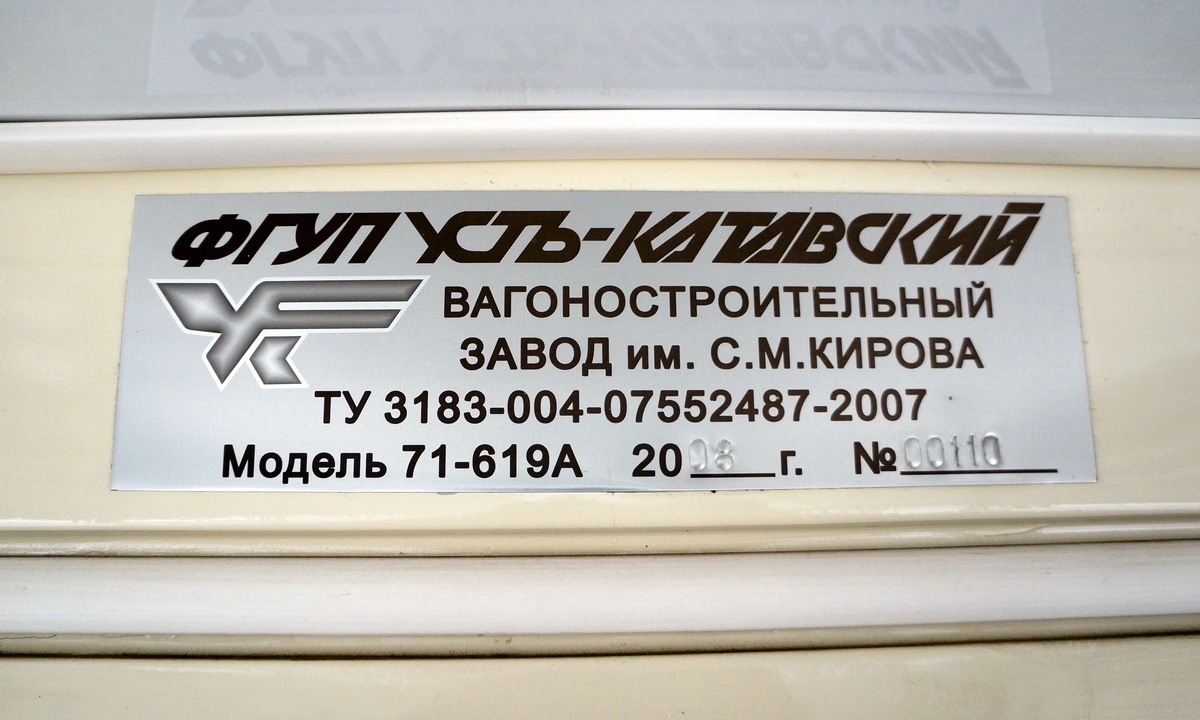 ФГУП УСТЬ-КАТАВСКИЙ
ВАГОНОСТРОИТЕЛЬНЫЙ
ЗАВОД им. С.М.КИРОВА
ТУ 3183-004-07552487-2007
Модель 71-619А 2008 г. №00110